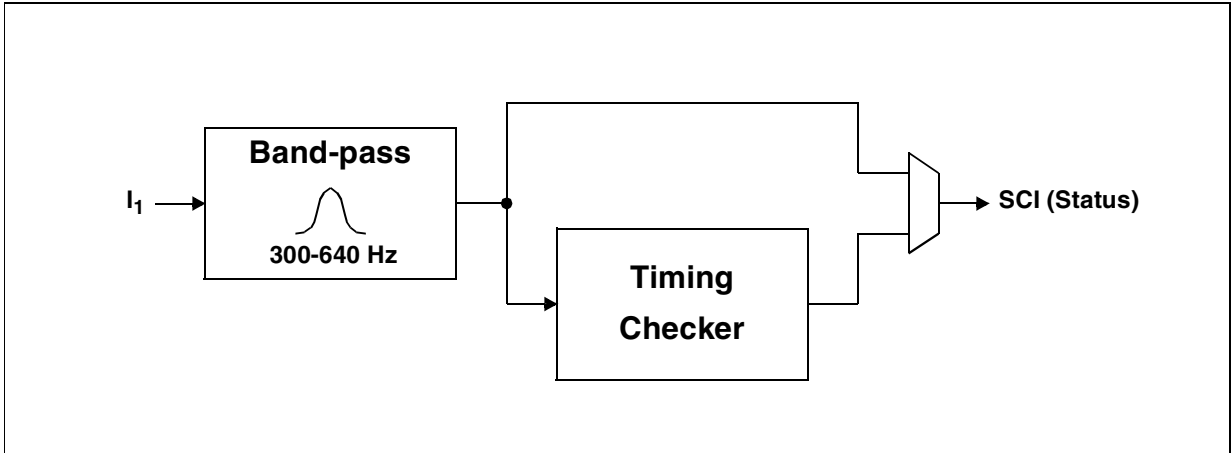 Band-pass
I1
300-640 Hz
SCI (Status)
Timing
Checker